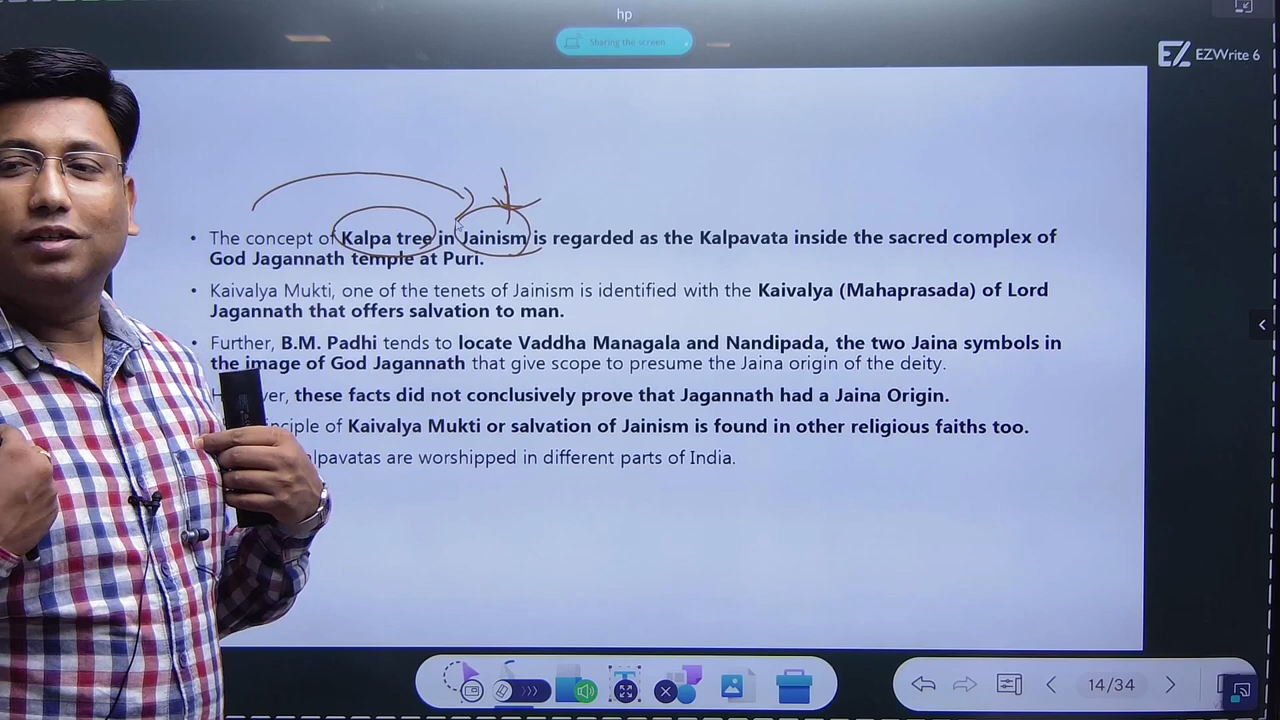 hp
Sharing the screen
EZWrite 6
• The concept of Kalpa tree in Jainism is regarded as the Kalpavata inside the sacred complex of
God Jagannath temple at Puri.
• Kaivalya Mukti, one of the tenets of Jainism is identified with the Kaivalya (Mahaprasada) of Lord
Jagannath that offers salvation to man.
• Further, B.M. Padhi tends to locate Vaddha Managala and Nandipada, the two Jaina symbols in
the image of God Jagannath that give scope to presume the Jaina origin of the deity.
these facts did not conclusively prove that Jagannath had a Jaina Origin.
of Kaivalya Mukti or salvation of Jainism is found in other religious faiths too.
are worshipped in different parts of India.
14/34